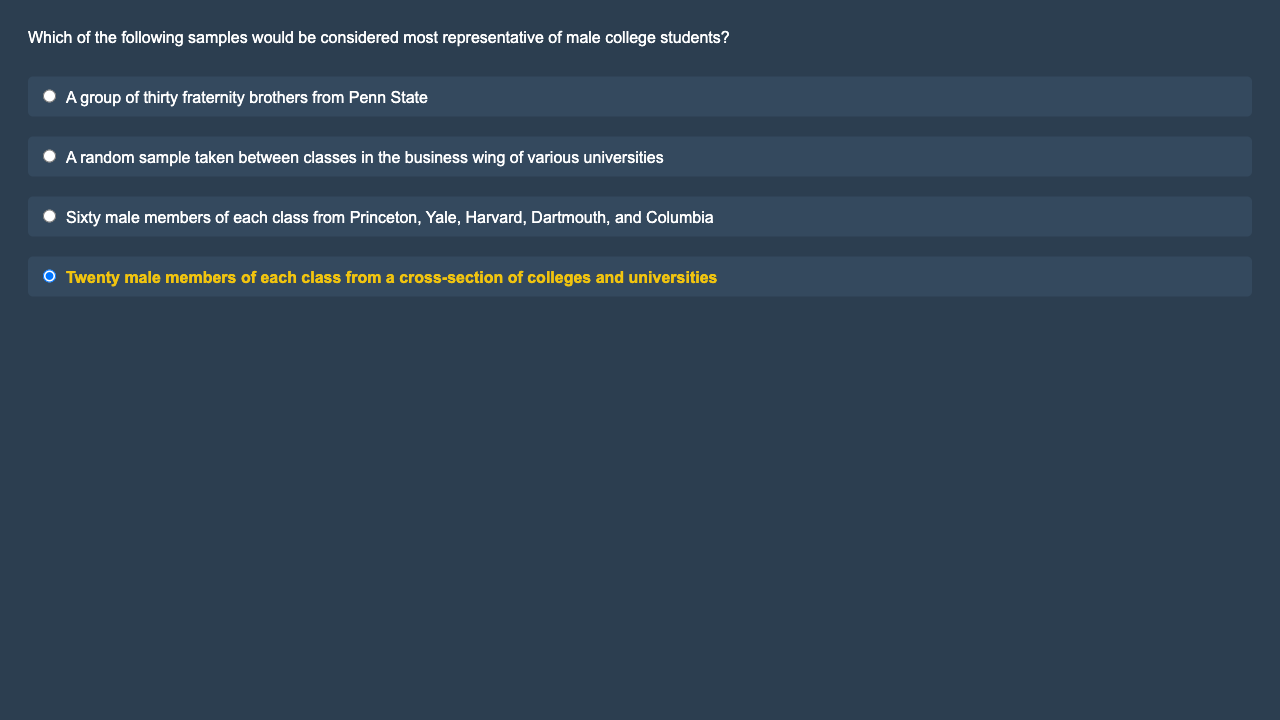 Which of the following samples would be considered most representative of male college students?
A group of thirty fraternity brothers from Penn State
A random sample taken between classes in the business wing of various universities
Sixty male members of each class from Princeton, Yale, Harvard, Dartmouth, and Columbia
Twenty male members of each class from a cross-section of colleges and universities